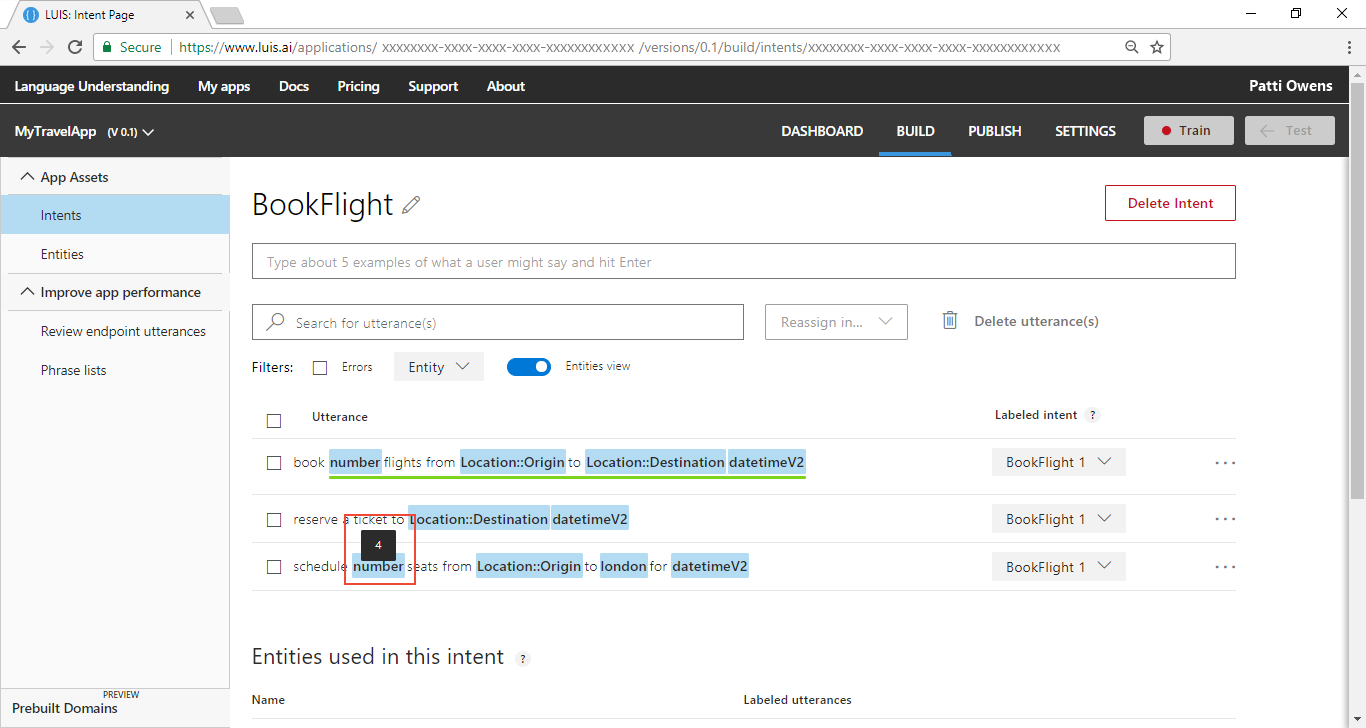 LUIS: Intent Page
Secure https://www.luis.ai/applications/ xxxxxxxx-xxxx-xxxx-xxxx-xxxxxxxxxxxx /versions/0.1/build/intents/xxxxxxxx-xxxx-xxxx-xxxx-xxxxxxxxxxxx
Language Understanding My apps Docs Pricing Support About Patti Owens
MyTravelApp (V 0.1) DASHBOARD BUILD PUBLISH SETTINGS Train Test
App Assets
Intents
Entities
Improve app performance
Review endpoint utterances
Phrase lists
PREVIEW
Prebuilt Domains
BookFlight Delete Intent
Type about 5 examples of what a user might say and hit Enter
Search for utterance(s) Reassign in... Delete utterance(s)
Filters: Errors Entity Entities view
Utterance Labeled intent ?
book number flights from Location::Origin to Location::Destination datetimeV2 BookFlight 1 ...
reserve a ticket to Location::Destination datetimeV2 BookFlight 1 ...
4
schedule number seats from Location::Origin to london for datetimeV2 BookFlight 1 ...
Entities used in this intent ?
Name Labeled utterances